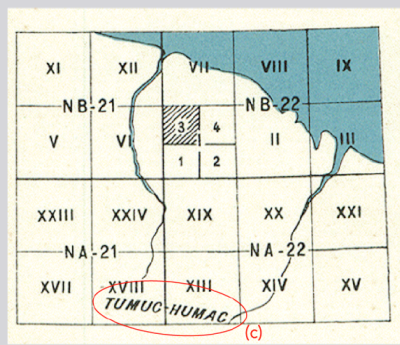 XI XII VII VIII IX
NB-21 NB-22
3 4
V VI I II III
1 2
XXIII XXIV XIX XX XXI
NA-21 NA-22
XVII XVIII XIII XIV XV
TUMUC-HUMAC
(c)